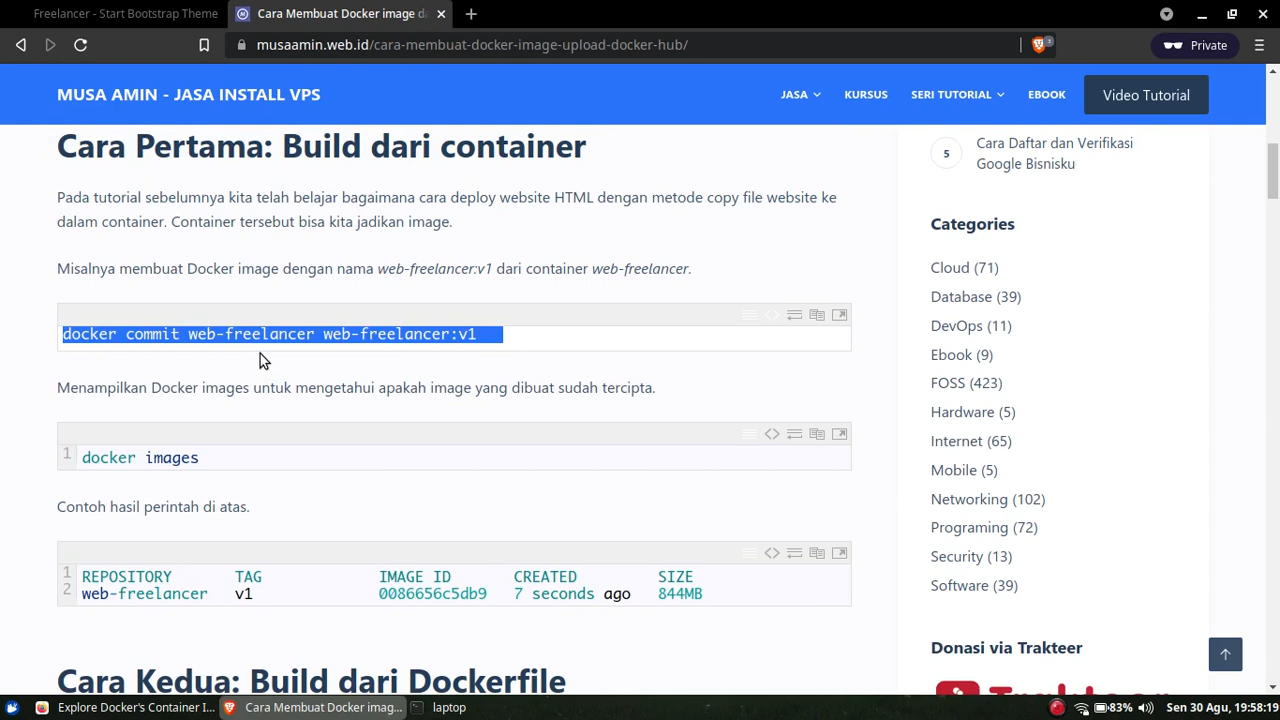 Freelancer - Start Bootstrap Theme
Cara Membuat Docker image da
musaamin.web.id/cara-membuat-docker-image-upload-docker-hub/
3
Private
MUSA AMIN - JASA INSTALL VPS
JASA
KURSUS
SERI TUTORIAL
EBOOK
Video Tutorial
Cara Pertama: Build dari container
Pada tutorial sebelumnya kita telah belajar bagaimana cara deploy website HTML dengan metode copy file website ke
dalam container. Container tersebut bisa kita jadikan image.
Misalnya membuat Docker image dengan nama web-freelancer:v1 dari container web-freelancer.
docker commit web-freelancer web-freelancer:v1
Menampilkan Docker images untuk mengetahui apakah image yang dibuat sudah tercipta.
1 docker images
Contoh hasil perintah di atas.
1 REPOSITORY TAG IMAGE ID CREATED SIZE
2 web-freelancer v1 0086656c5db9 7 seconds ago 844MB
Cara Kedua: Build dari Dockerfile
5
Cara Daftar dan Verifikasi
Google Bisnisku
Categories
Cloud (71)
Database (39)
DevOps (11)
Ebook (9)
FOSS (423)
Hardware (5)
Internet (65)
Mobile (5)
Networking (102)
Programing (72)
Security (13)
Software (39)
Donasi via Trakteer
Explore Docker's Container I...
Cara Membuat Docker imag...
laptop
83%
Sen 30 Agu, 19:58:19